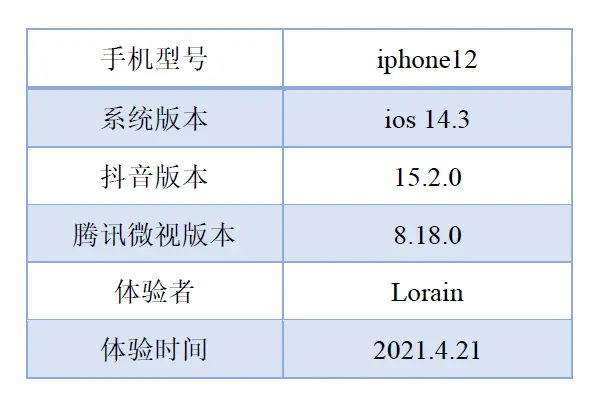 手机型号 iphone12
系统版本 ios 14.3
抖音版本 15.2.0
腾讯微视版本 8.18.0
体验者 Lorain
体验时间 2021.4.21